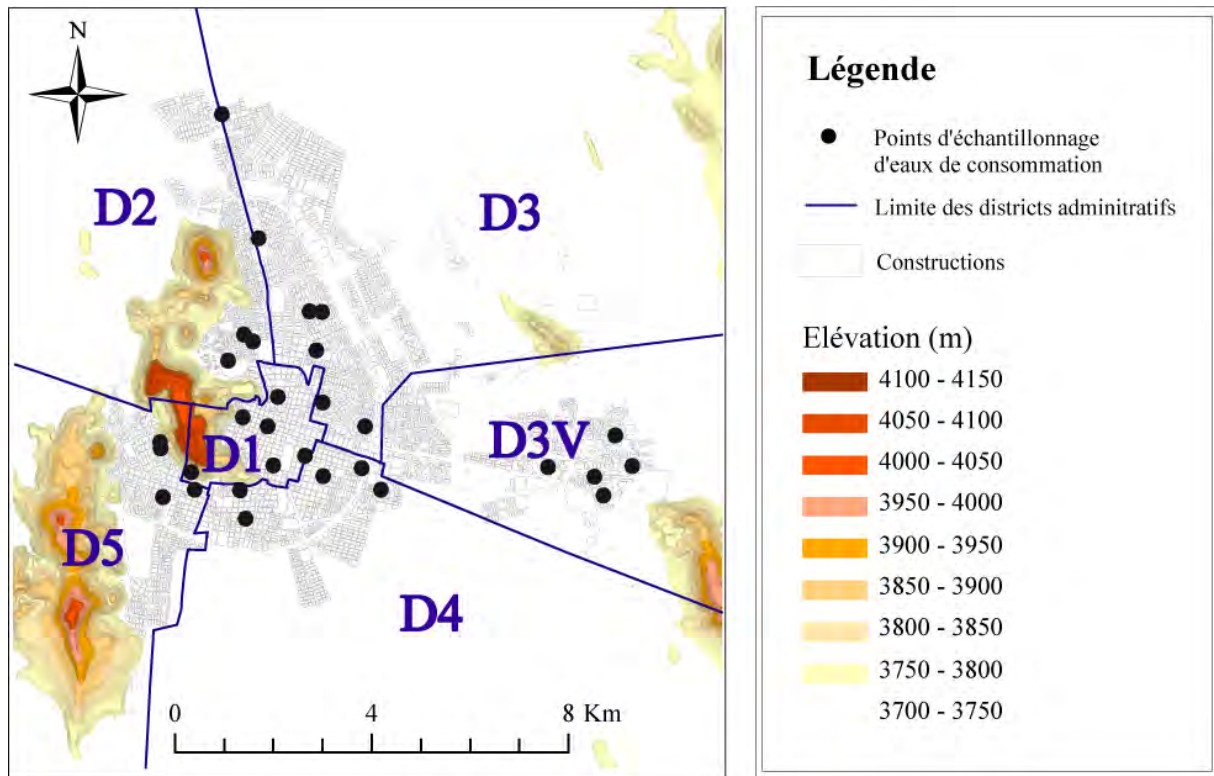 N
D2
D3
D1
D3V
D5
D4
0 4 8 Km
Légende
Points d'échantillonnage
d'eaux de consommation
Limite des districts adminitratifs
Constructions
Elévation (m)
4100 - 4150
4050 - 4100
4000 - 4050
3950 - 4000
3900 - 3950
3850 - 3900
3800 - 3850
3750 - 3800
3700 - 3750